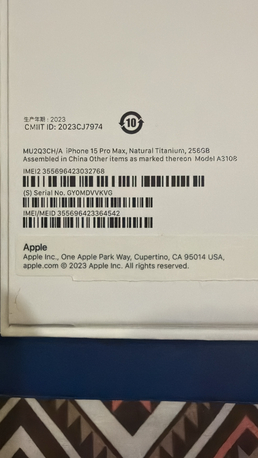 生产年期:2023
CMIIT ID: 2023CJ7974
10
MU2Q3CH/A iPhone 15 Pro Max, Natural Titanium, 256GB
Assembled in China Other items as marked thereon Model A3108
IMEI2 355696423032768
(S) Serial No. GY0MDVVKVG
IMEI/MEID 355696423364542
Apple
Apple Inc., One Apple Park Way, Cupertino, CA 95014 USA,
apple.com © 2023 Apple Inc. All rights reserved.